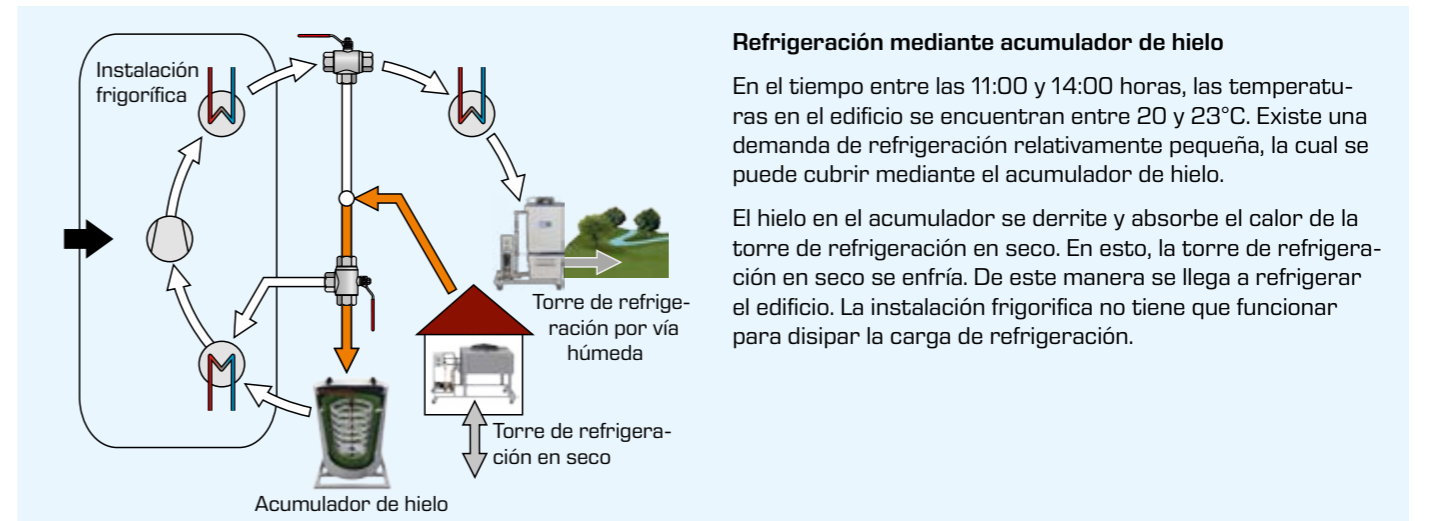 Instalación
frigorífica
Torre de refrige-
ración por vía
húmeda
Torre de refrigera-
ción en seco
Acumulador de hielo
Refrigeración mediante acumulador de hielo
En el tiempo entre las 11:00 y 14:00 horas, las temperatu-
ras en el edificio se encuentran entre 20 y 23°C. Existe una
demanda de refrigeración relativamente pequeña, la cual se
puede cubrir mediante el acumulador de hielo.
El hielo en el acumulador se derrite y absorbe el calor de la
torre de refrigeración en seco. En esto, la torre de refrigera-
ción en seco se enfría. De este manera se llega a refrigerar
el edificio. La instalación frigorifica no tiene que funcionar
para disipar la carga de refrigeración.